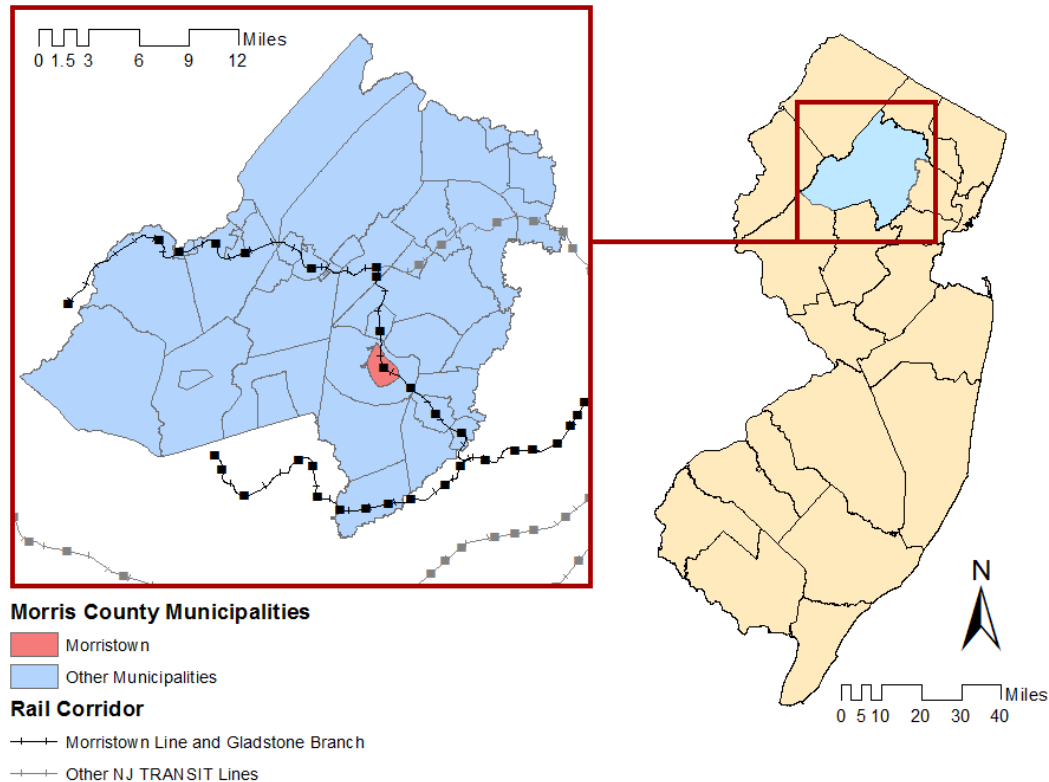 Miles
0 1.5 3 6 9 12
N
Miles
0 5 10 20 30 40
Morris County Municipalities
Morristown
Other Municipalities
Rail Corridor
Morristown Line and Gladstone Branch
Other NJ TRANSIT Lines